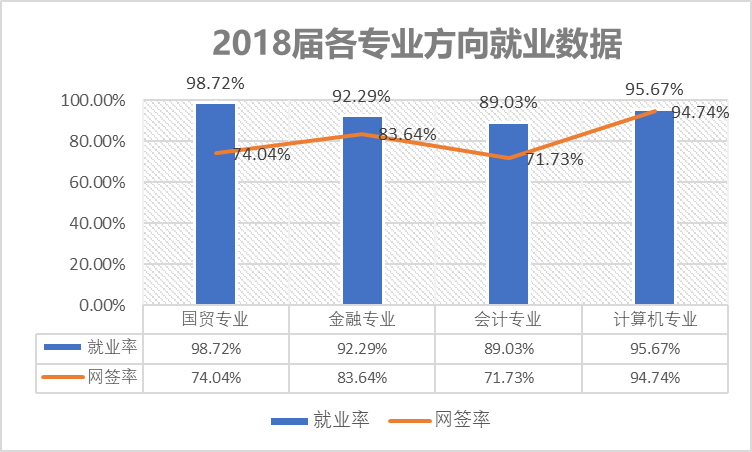 2018届各专业方向就业数据
98.72%
92.29%
89.03%
95.67%
74.04%
83.64%
71.73%
94.74%
100.00%
80.00%
60.00%
40.00%
20.00%
0.00%
国贸专业 金融专业 会计专业 计算机专业
就业率 98.72% 92.29% 89.03% 95.67%
网签率 74.04% 83.64% 71.73% 94.74%
就业率 网签率